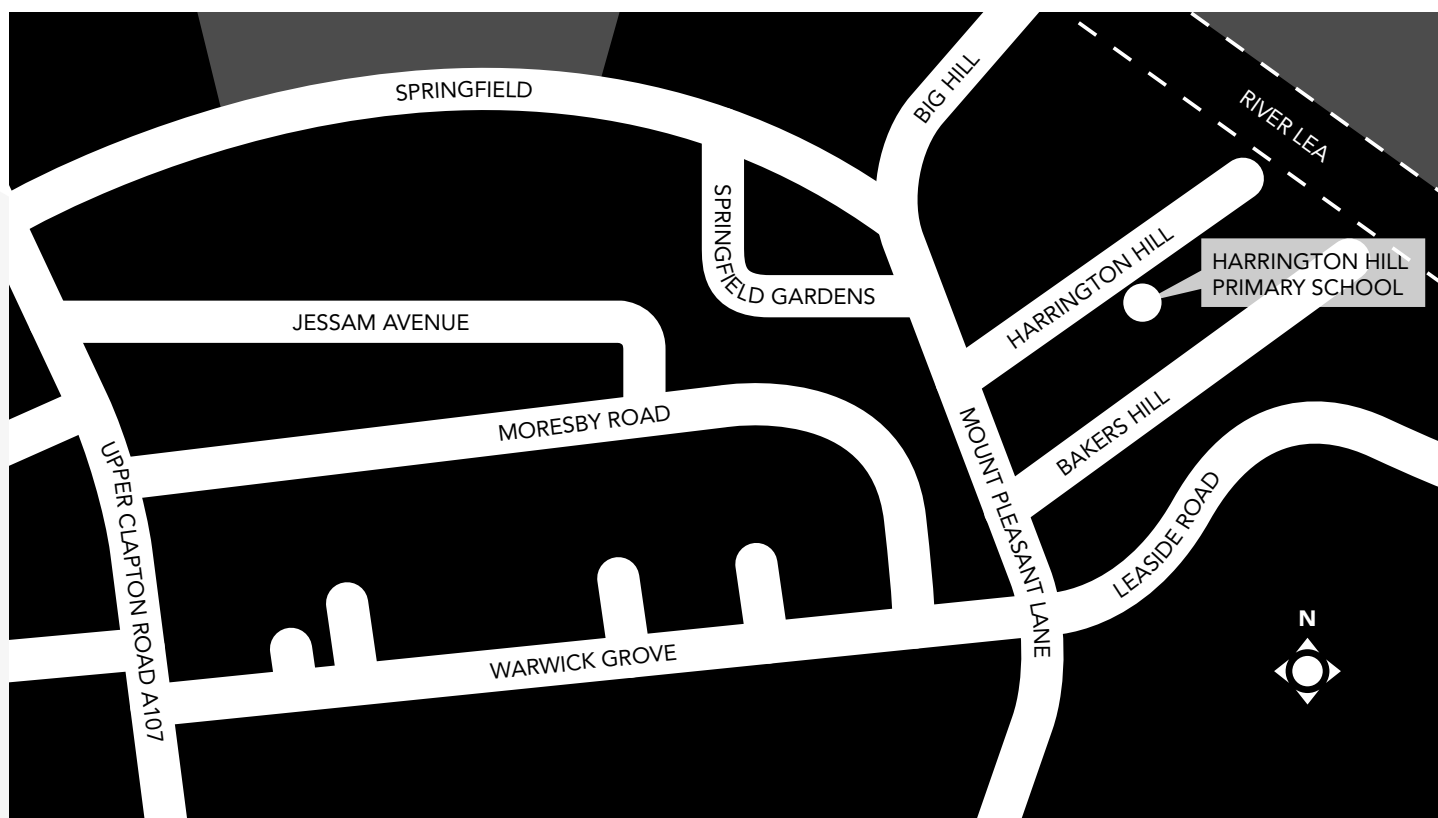 SPRINGFIELD
BIG HILL
RIVER LEA
SPRINGFIELD GARDENS
HARRINGTON HILL
HARRINGTON HILL
PRIMARY SCHOOL
JESSAM AVENUE
MORESBY ROAD
BAKERS HILL
MOUNT PLEASANT LANE
UPPER CLAPTON ROAD A107
LEASIDE ROAD
WARWICK GROVE
N